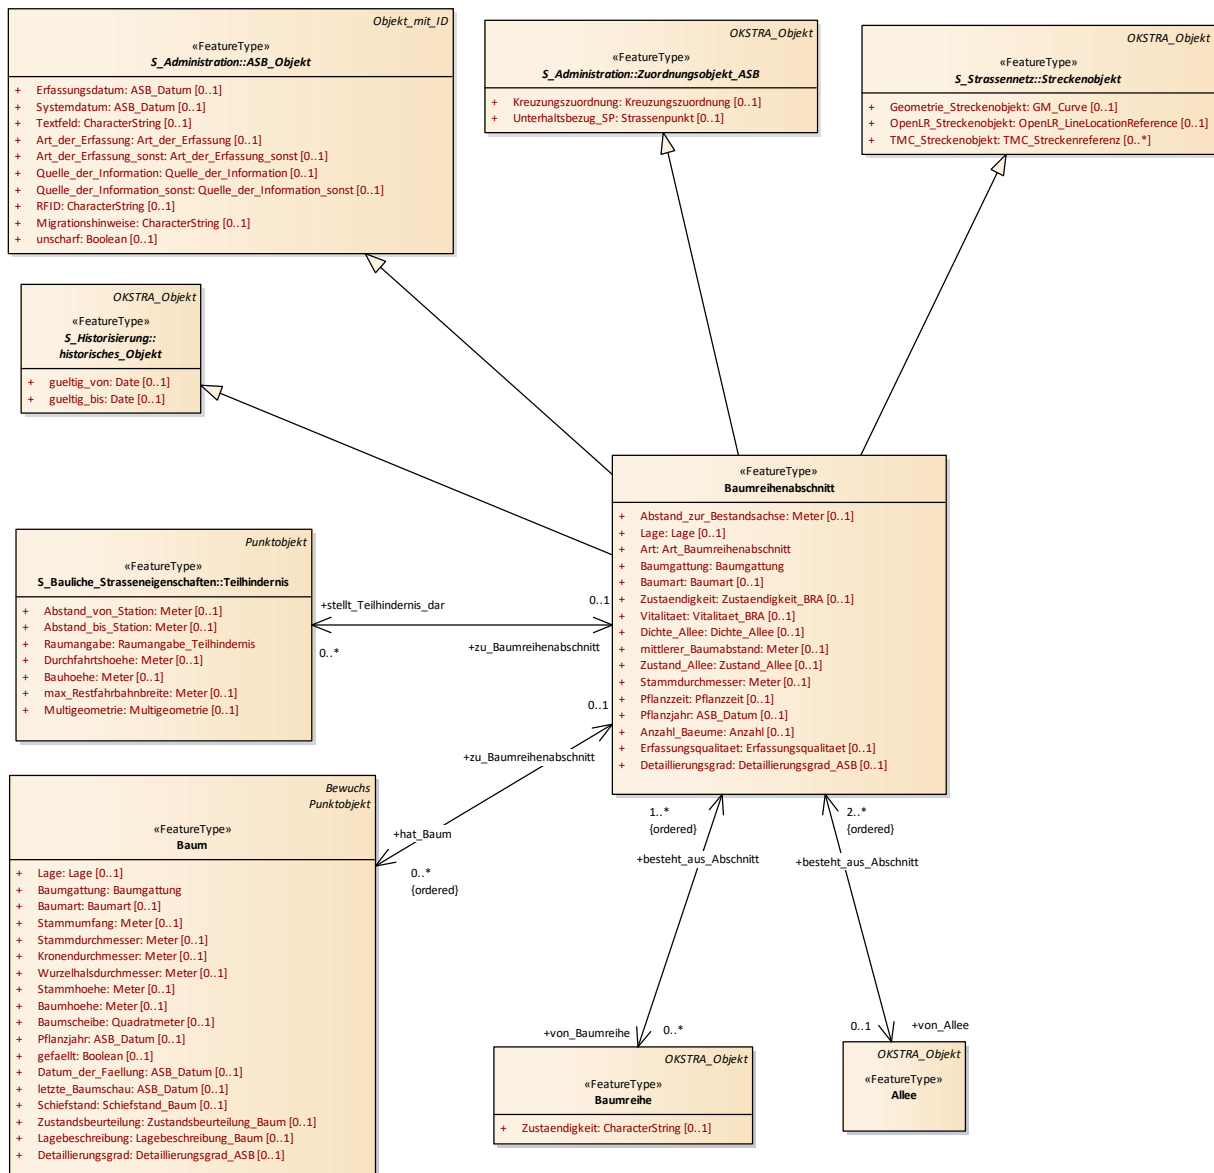 Objekt_mit_ID
«FeatureType»
S_Administration::ASB_Objekt
+ Erfassungsdatum: ASB_Datum [0..1]
+ Systemdatum: ASB_Datum [0..1]
+ Textfeld: CharacterString [0..1]
+ Art_der_Erfassung: Art_der_Erfassung [0..1]
+ Art_der_Erfassung_sonst: Art_der_Erfassung_sonst [0..1]
+ Quelle_der_Information: Quelle_der_Information [0..1]
+ Quelle_der_Information_sonst: Quelle_der_Information_sonst [0..1]
+ RFID: CharacterString [0..1]
+ Migrationshinweise: CharacterString [0..1]
+ unscharf: Boolean [0..1]
OKSTRA_Objekt
«FeatureType»
S_Administration::Zuordnungsobjekt_ASB
+ Kreuzungszuordnung: Kreuzungszuordnung [0..1]
+ Unterhaltsbezug_SP: Strassenpunkt [0..1]
OKSTRA_Objekt
«FeatureType»
S_Strassennetz::Streckenobjekt
+ Geometrie_Streckenobjekt: GM_Curve [0..1]
+ OpenLR_Streckenobjekt: OpenLR_LineLocationReference [0..1]
+ TMC_Streckenobjekt: TMC_Streckenreferenz [0..*]
OKSTRA_Objekt
«FeatureType»
S_Historisierung::
historisches_Objekt
+ gueltig_von: Date [0..1]
+ gueltig_bis: Date [0..1]
«FeatureType»
Baumreihenabschnitt
+ Abstand_zur_Bestandsachse: Meter [0..1]
+ Lage: Lage [0..1]
+ Art: Art_Baumreihenabschnitt
+ Baumgattung: Baumgattung
+ Baumart: Baumart [0..1]
+ Zustaendigkeit: Zustaendigkeit_BRA [0..1]
+ Vitalitaet: Vitalitaet_BRA [0..1]
+ Dichte_Allee: Dichte_Allee [0..1]
+ mittlerer_Baumabstand: Meter [0..1]
+ Zustand_Allee: Zustand_Allee [0..1]
+ Stammdurchmesser: Meter [0..1]
+ Pflanzzeit: Pflanzzeit [0..1]
+ Pflanzjahr: ASB_Datum [0..1]
+ Anzahl_Baeume: Anzahl [0..1]
+ Erfassungsqualitaet: Erfassungsqualitaet [0..1]
+ Detaillierungsgrad: Detaillierungsgrad_ASB [0..1]
Punktobjekt
«FeatureType»
S_Bauliche_Strasseneigenschaften::Teilhindernis
+ Abstand_von_Station: Meter [0..1]
+ Abstand_bis_Station: Meter [0..1]
+ Raumangabe: Raumangabe_Teilhindernis
+ Durchfahrtshoehe: Meter [0..1]
+ Bauhoehe: Meter [0..1]
+ max_Restfahrbahnbreite: Meter [0..1]
+ Multigeometrie: Multigeometrie [0..1]
+stellt_Teilhindernis_dar
0..1
0..*
+zu_Baumreihenabschnitt
0..1
+zu_Baumreihenabschnitt
+hat_Baum
0..*
{ordered}
Bewuchs
Punktobjekt
«FeatureType»
Baum
+ Lage: Lage [0..1]
+ Baumgattung: Baumgattung
+ Baumart: Baumart [0..1]
+ Stammumfang: Meter [0..1]
+ Stammdurchmesser: Meter [0..1]
+ Kronendurchmesser: Meter [0..1]
+ Wurzelhalsdurchmesser: Meter [0..1]
+ Stammhoehe: Meter [0..1]
+ Baumhoehe: Meter [0..1]
+ Baumscheibe: Quadratmeter [0..1]
+ Pflanzjahr: ASB_Datum [0..1]
+ gefaellt: Boolean [0..1]
+ Datum_der_Faellung: ASB_Datum [0..1]
+ letzte_Baumschau: ASB_Datum [0..1]
+ Schiefstand: Schiefstand_Baum [0..1]
+ Zustandsbeurteilung: Zustandsbeurteilung_Baum [0..1]
+ Lagebeschreibung: Lagebeschreibung_Baum [0..1]
+ Detaillierungsgrad: Detaillierungsgrad_ASB [0..1]
1..*
{ordered}
+besteht_aus_Abschnitt
2..*
{ordered}
+besteht_aus_Abschnitt
+von_Baumreihe
0..*
0..1
+von_Allee
OKSTRA_Objekt
«FeatureType»
Baumreihe
+ Zustaendigkeit: CharacterString [0..1]
OKSTRA_Objekt
«FeatureType»
Allee